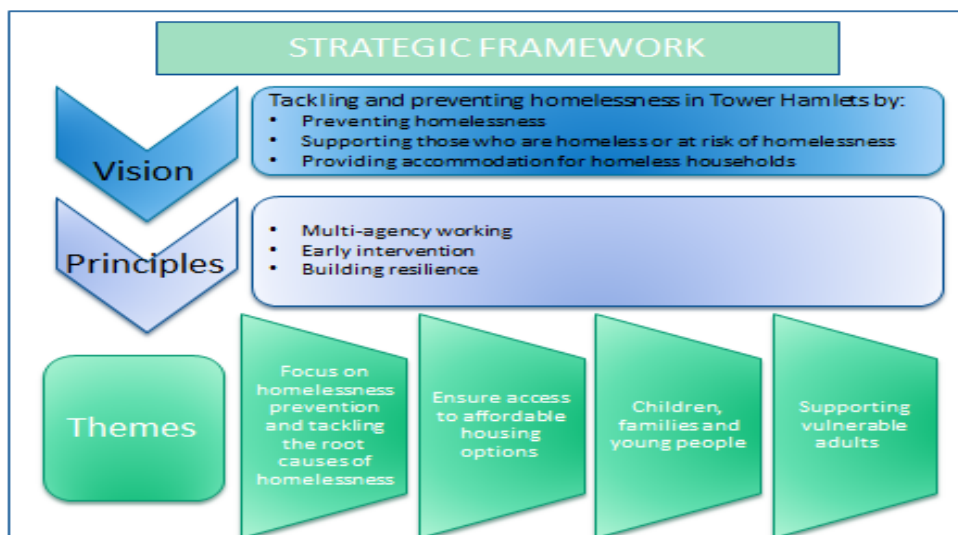 STRATEGIC FRAMEWORK
Vision
Tackling and preventing homelessness in Tower Hamlets by:
• Preventing homelessness
• Supporting those who are homeless or at risk of homelessness
• Providing accommodation for homeless households
Principles
• Multi-agency working
• Early intervention
• Building resilience
Themes
Focus on
homelessness
prevention
and tackling
the root
causes of
homelessness
Ensure access
to affordable
housing
options
Children,
families and
young people
Supporting
vulnerable
adults